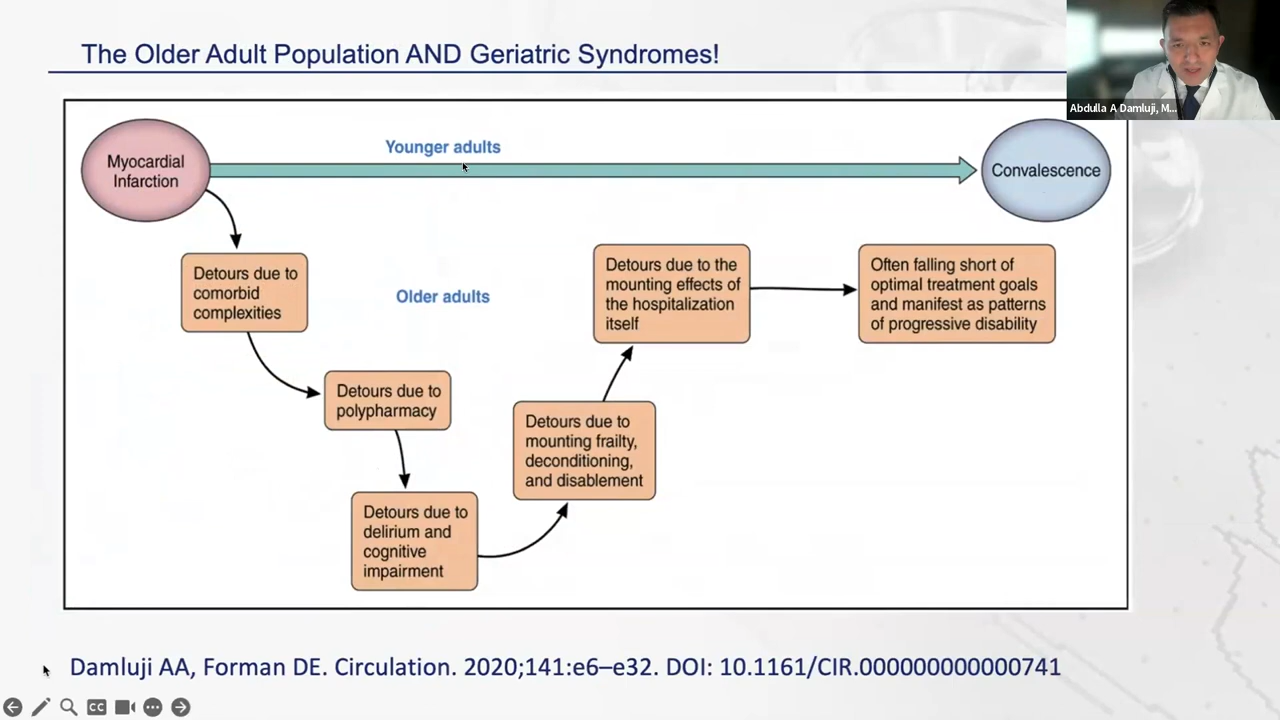 The Older Adult Population AND Geriatric Syndromes!
Abdulla A Damluji, M...
Younger adults
Myocardial
Infarction
Convalescence
Detours due to
comorbid
complexities
Older adults
Detours due to
polypharmacy
Detours due to
delirium and
cognitive
impairment
Detours due to
mounting frailty,
deconditioning,
and disablement
Detours due to the
mounting effects of
the hospitalization
itself
Often falling short of
optimal treatment goals
and manifest as patterns
of progressive disability
Damluji AA, Forman DE. Circulation. 2020;141:e6–e32. DOI: 10.1161/CIR.0000000000000741
CC